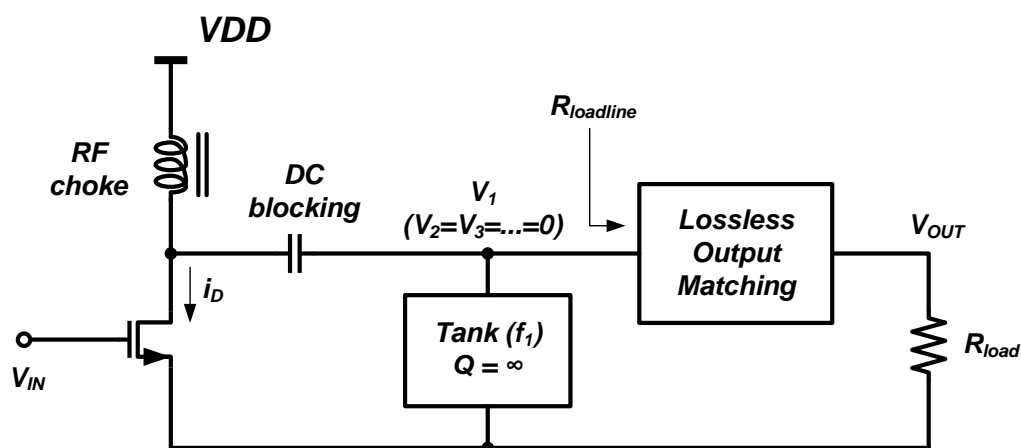 VDD
RF
choke
DC
blocking
V1
(V2=V3=...=0)
Rloadline
Lossless
Output
Matching
VOUT
iD
Tank (f1)
Q = ∞
VIN
Rload